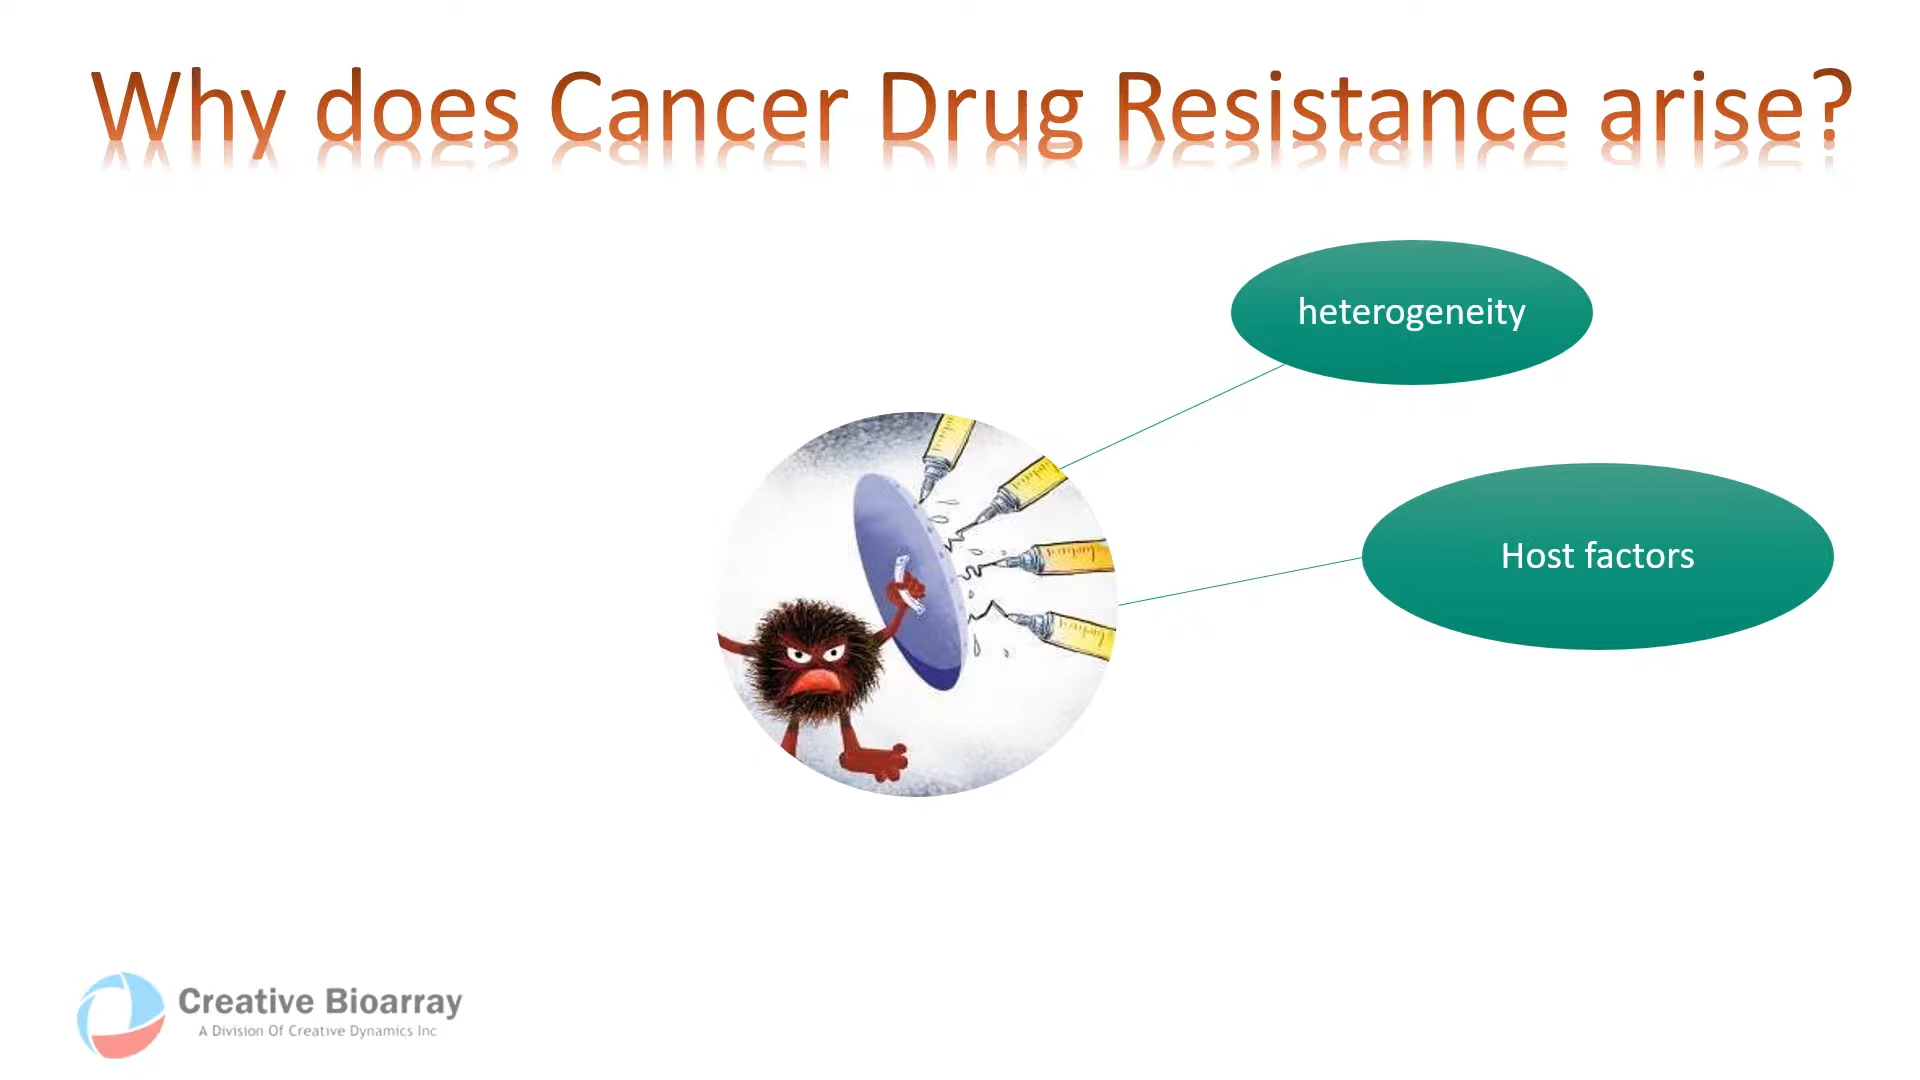 Why does Cancer Drug Resistance arise?
heterogeneity
Host factors
Creative Bioarray
A Division Of Creative Dynamics Inc